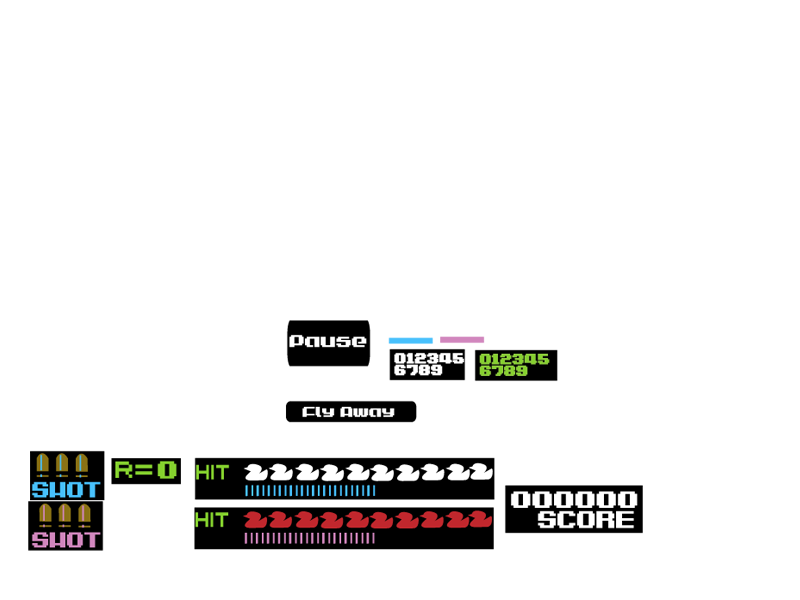 Pause
012345
6789
012345
6789
Fly Away
SHOT
R=0
HIT
SHOT
HIT
000000
SCORE